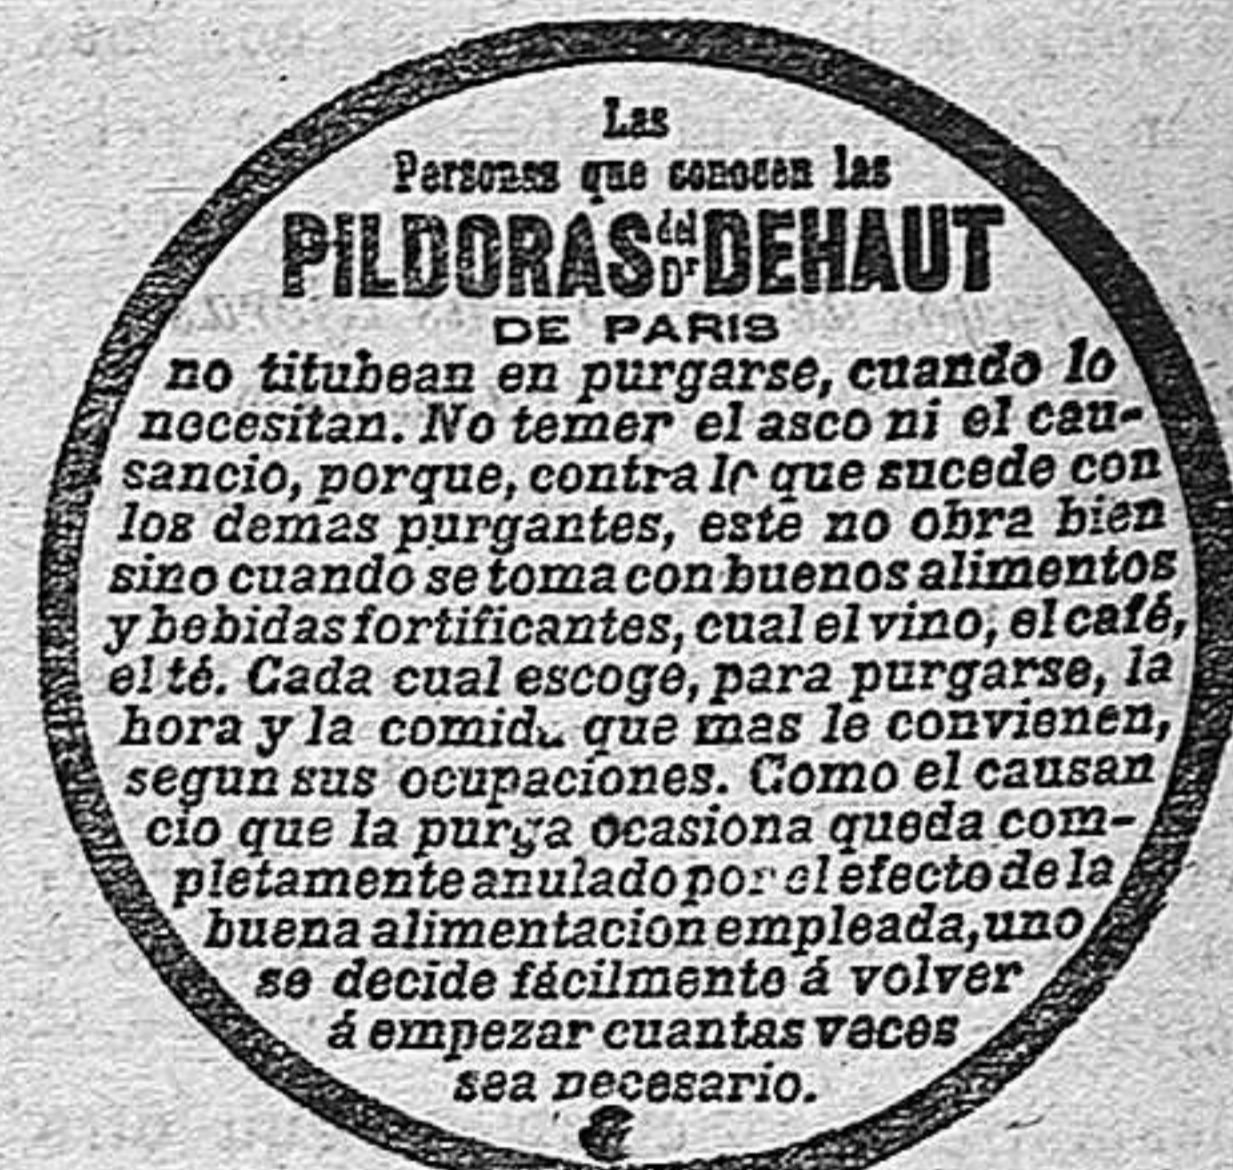 Las
Personas que conocen las
PILDORAS del Dr DEHAUT
DE PARIS
no titubean en purgarse, cuando lo
necesitan. No temer el asco ni el cau-
sancio, porque, contra lo que sucede con
los demas purgantes, este no obra bien
sino cuando se toma con buenos alimentos
y bebidas fortificantes, cual el vino, el café,
el té. Cada cual escoge, para purgarse, la
hora y la comida que mas le convienen,
segun sus ocupaciones. Como el causan
cio que la purga ocasiona queda com-
pletamente anulado por el efecto de la
buena alimentacion empleada, uno
se decide fácilmente á volver
á empezar cuantas veces
sea necesario.